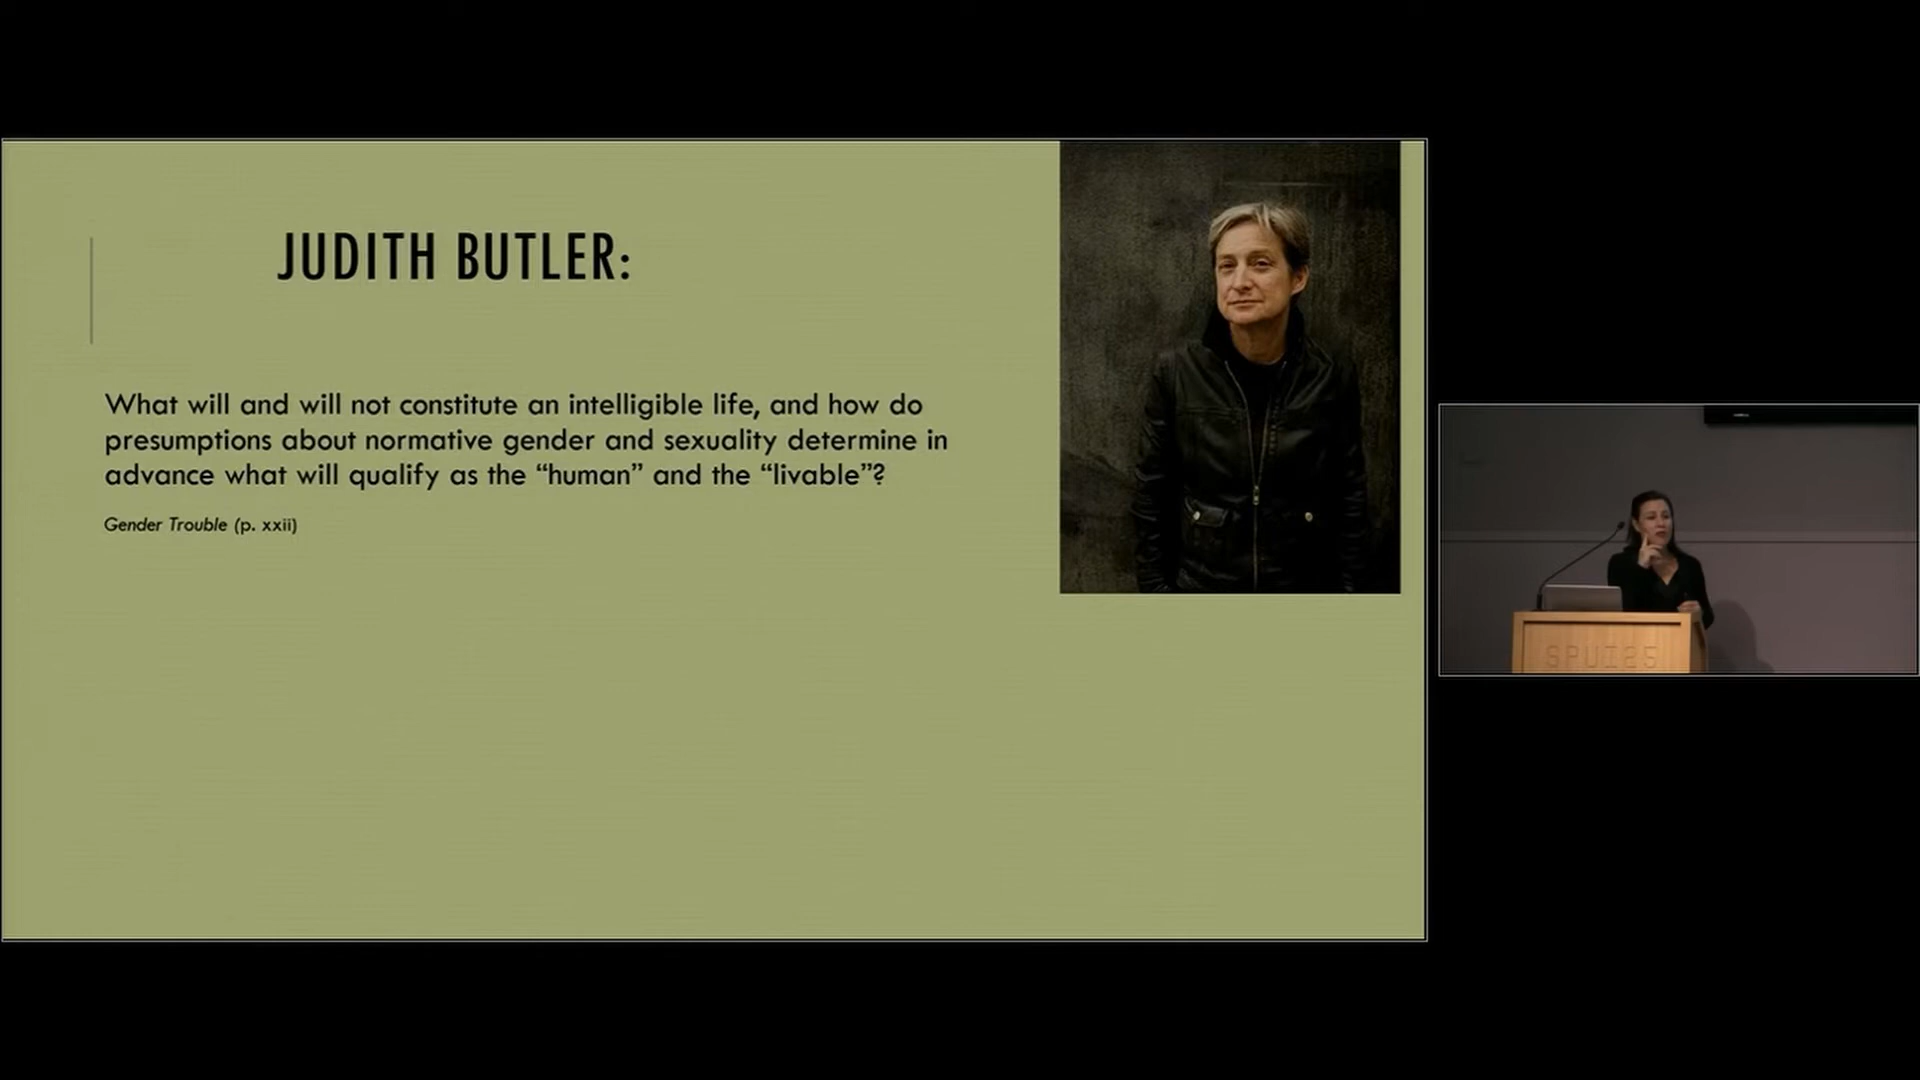 JUDITH BUTLER:
What will and will not constitute an intelligible life, and how do
presumptions about normative gender and sexuality determine in
advance what will qualify as the “human” and the “livable”?
Gender Trouble (p. xxii)
SPUI25